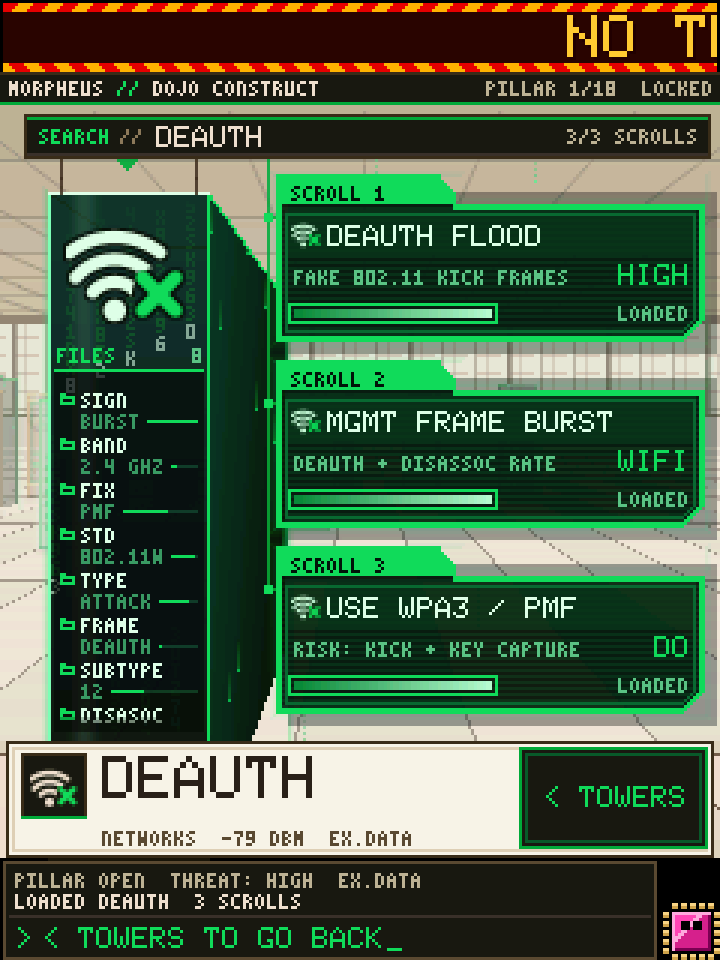 NO TI
MORPHEUS // DOJO CONSTRUCT PILLAR 1/18 LOCKED
SEARCH // DEAUTH 3/3 SCROLLS
SCROLL 1
DEAUTH FLOOD
FAKE 802.11 KICK FRAMES HIGH
LOADED
SCROLL 2
MGMT FRAME BURST
DEAUTH + DISASSOC RATE WIFI
LOADED
SCROLL 3
USE WPA3 / PMF
RISK: KICK + KEY CAPTURE DO
LOADED
FILES
SIGN
BURST
BAND
2.4 GHZ
FIX
PMF
STD
802.11W
TYPE
ATTACK
FRAME
DEAUTH
SUBTYPE
12
DISASOC
DEAUTH
NETWORKS -79 DBM EX.DATA
< TOWERS
PILLAR OPEN THREAT: HIGH EX.DATA
LOADED DEAUTH 3 SCROLLS
> < TOWERS TO GO BACK_